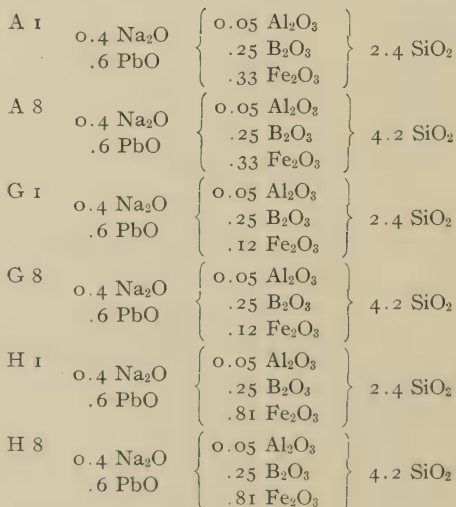 A 1 0.05 Al₂O₃
0.4 Na₂O .25 B₂O₃ 2.4 SiO₂
.6 PbO .33 Fe₂O₃
A 8 0.05 Al₂O₃
0.4 Na₂O .25 B₂O₃ 4.2 SiO₂
.6 PbO .33 Fe₂O₃
G 1 0.05 Al₂O₃
0.4 Na₂O .25 B₂O₃ 2.4 SiO₂
.6 PbO .12 Fe₂O₃
G 8 0.05 Al₂O₃
0.4 Na₂O .25 B₂O₃ 4.2 SiO₂
.6 PbO .12 Fe₂O₃
H 1 0.05 Al₂O₃
0.4 Na₂O .25 B₂O₃ 2.4 SiO₂
.6 PbO .81 Fe₂O₃
H 8 0.05 Al₂O₃
0.4 Na₂O .25 B₂O₃ 4.2 SiO₂
.6 PbO .81 Fe₂O₃